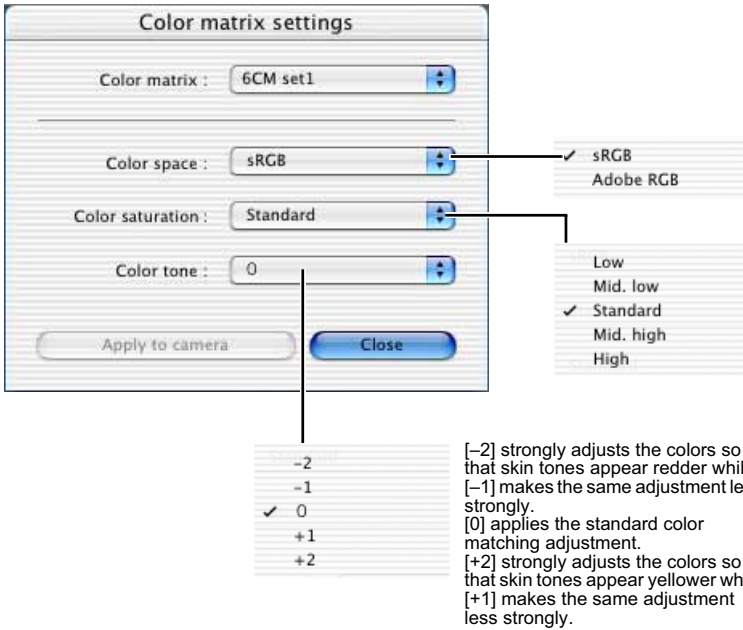 Color matrix settings
Color matrix : 6CM set1
Color space : sRGB
Color saturation : Standard
Color tone : 0
Apply to camera Close
✓ sRGB
Adobe RGB
Low
Mid. low
✓ Standard
Mid. high
High
-2
-1
✓ 0
+1
+2
[–2] strongly adjusts the colors so
that skin tones appear redder
[–1] makes the same adjustment
strongly.
[0] applies the standard color
matching adjustment.
[+2] strongly adjusts the colors so
that skin tones appear yellower
[+1] makes the same adjustment
less strongly.